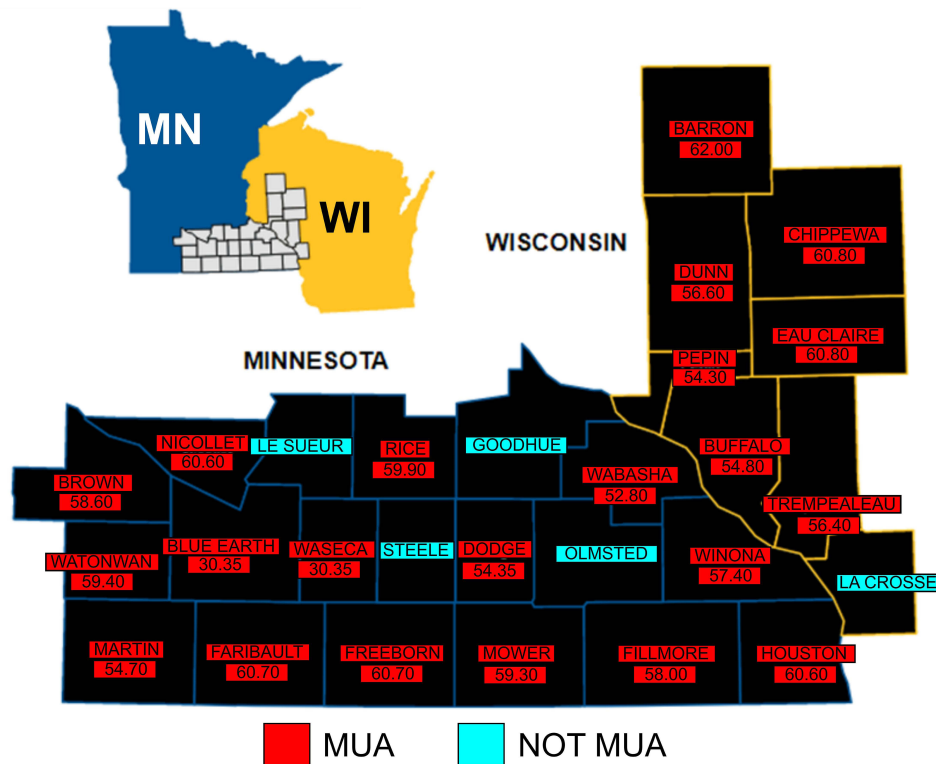 MN
WI
WISCONSIN
MINNESOTA
BARRON
62.00
CHIPPEWA
60.80
DUNN
56.60
EAU CLAIRE
60.80
PEPIN
54.30
NICOLLET
60.60
LE SUEUR
RICE
59.90
GOODHUE
BUFFALO
54.80
BROWN
58.60
WABASHA
52.80
TREMPEALEAU
56.40
WATONWAN
59.40
BLUE EARTH
30.35
WASECA
30.35
STEELE
DODGE
54.35
OLMSTED
WINONA
57.40
LA CROSSE
MARTIN
54.70
FARIBAULT
60.70
FREEBORN
60.70
MOWER
59.30
FILLMORE
58.00
HOUSTON
60.60
MUA
NOT MUA